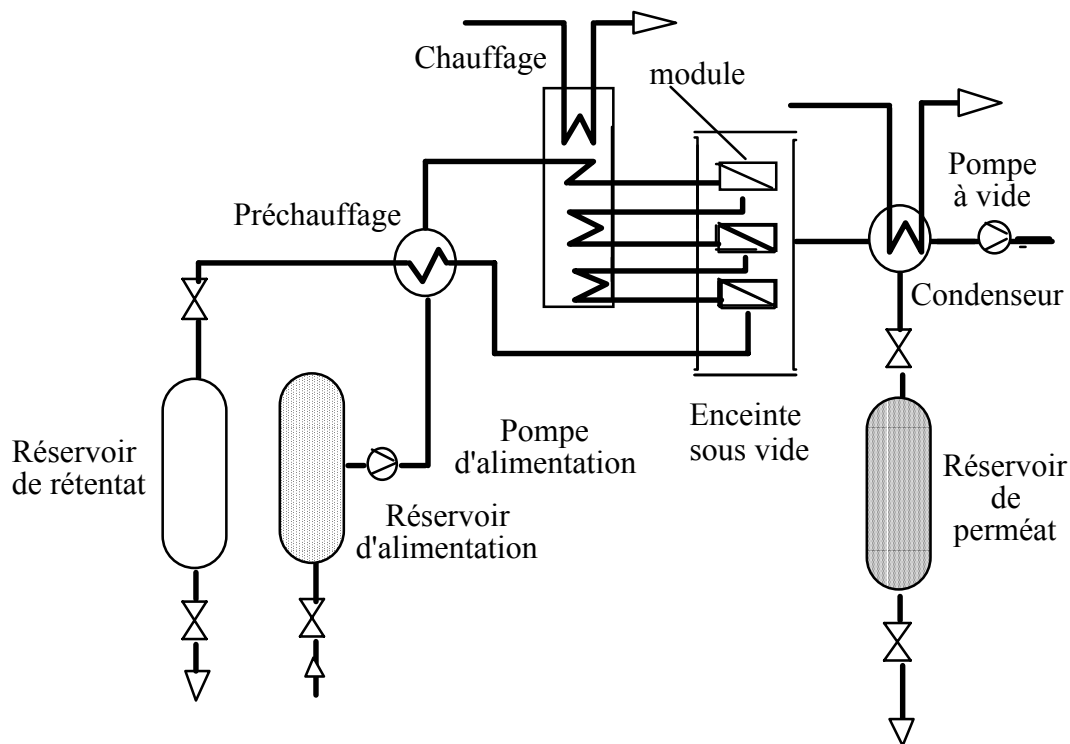 Chauffage
module
Pompe
à vide
Préchauffage
Condenseur
Enceinte
sous vide
Pompe
d'alimentation
Réservoir
de rétentat
Réservoir
d'alimentation
Réservoir
de
perméat